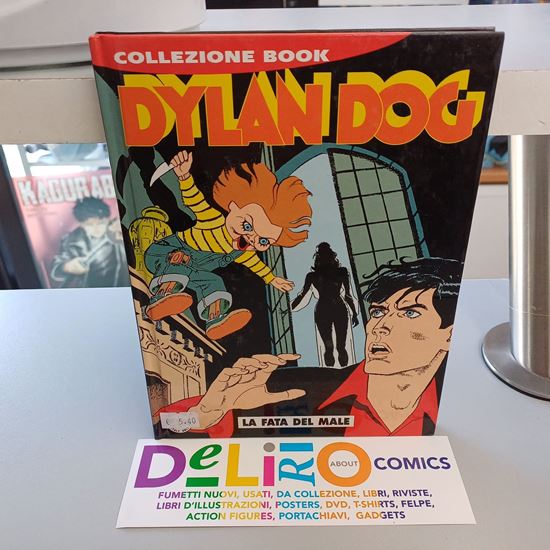 COLLEZIONE BOOK
DYLAN DOG
KAGURABA
LA FATA DEL MALE
€ 5.40
DeLiRiO ABOUT COMICS
FUMETTI NUOVI, USATI, DA COLLEZIONE, LIBRI, RIVISTE,
LIBRI D'ILLUSTRAZIONI, POSTERS, DVD, T-SHIRTS, FELPE,
ACTION FIGURES, PORTACHIAVI, GADGETS